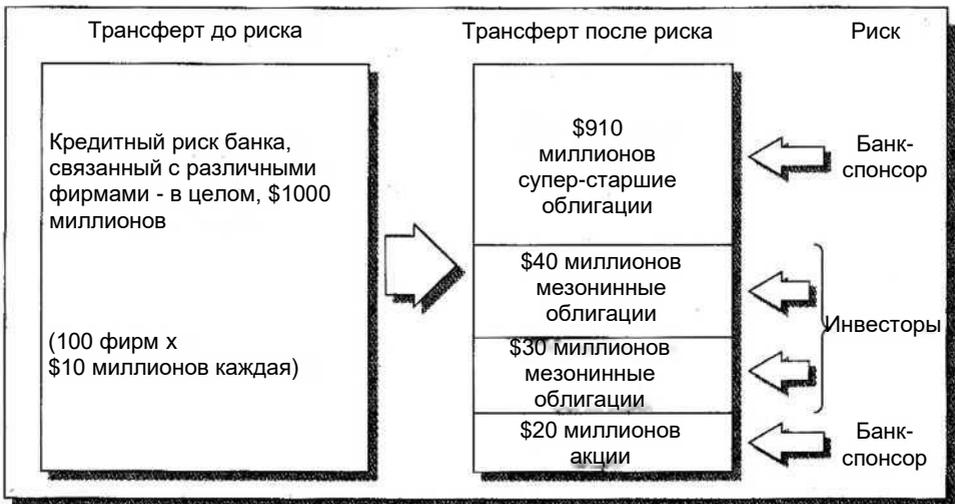 Трансферт до риска
Трансферт после риска
Риск
Кредитный риск банка,
связанный с различными
фирмами - в целом, $1000
миллионов
(100 фирм x
$10 миллионов каждая)
$910
миллионов
супер-старшие
облигации
$40 миллионов
мезонинные
облигации
$30 миллионов
мезонинные
облигации
$20 миллионов
акции
Банк-
спонсор
Инвесторы
Банк-
спонсор